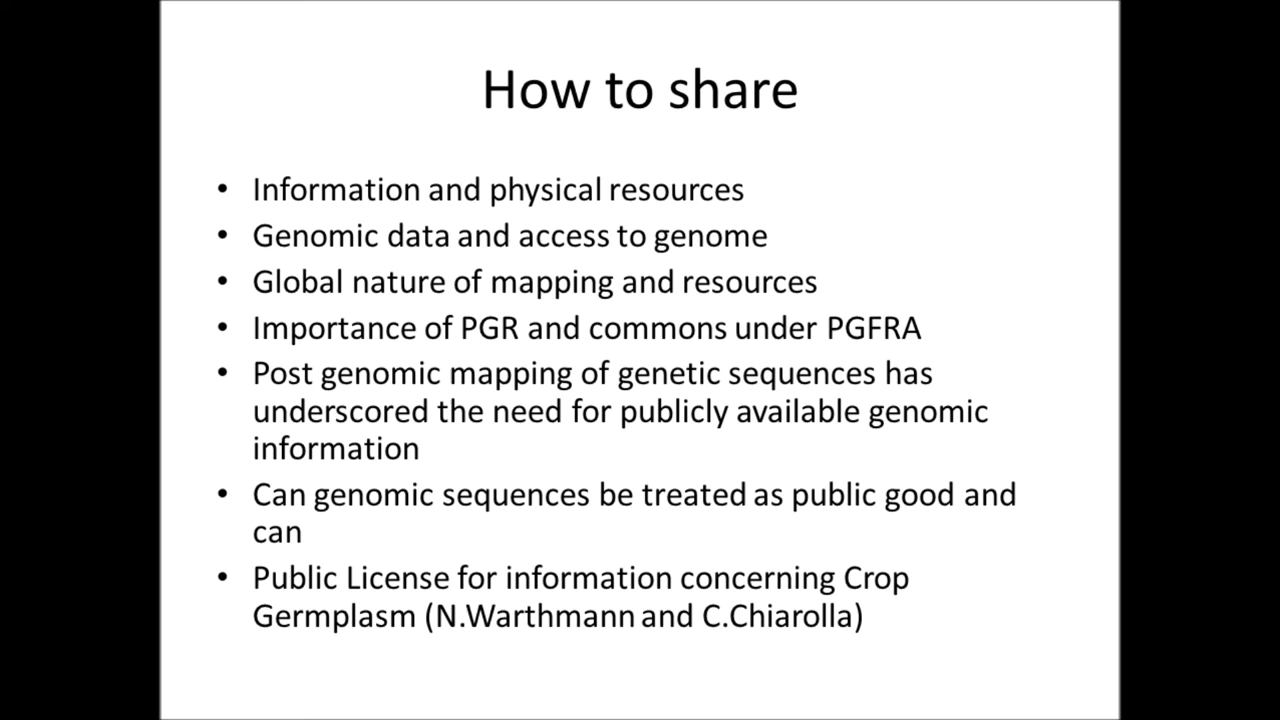 How to share
• Information and physical resources
• Genomic data and access to genome
• Global nature of mapping and resources
• Importance of PGR and commons under PGFRA
• Post genomic mapping of genetic sequences has
underscored the need for publicly available genomic
information
• Can genomic sequences be treated as public good and
can
• Public License for information concerning Crop
Germplasm (N.Warthmann and C.Chiarolla)